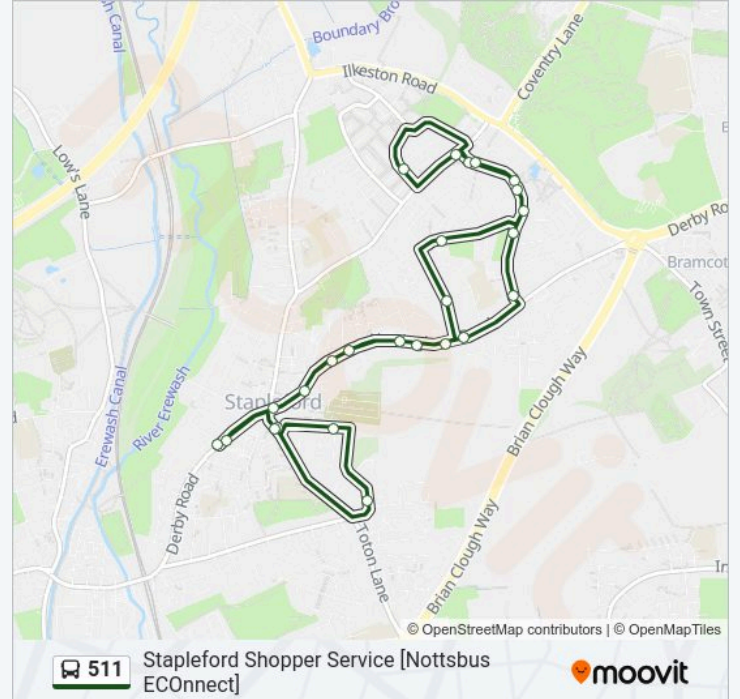 h Canal
Boundary Bro
Ilkeston Road
Coventry Lane
E
Low's Lane
Derby Ro
Bramcot
Town Street
Stapleford
Erewash Canal
River Erewash
Brian Clough Way
Derby Road
Toton Lane
Brian Clough Way
In
© OpenStreetMap contributors | © OpenMapTiles
511
Stapleford Shopper Service [Nottsbus
ECOnnect]
moovit